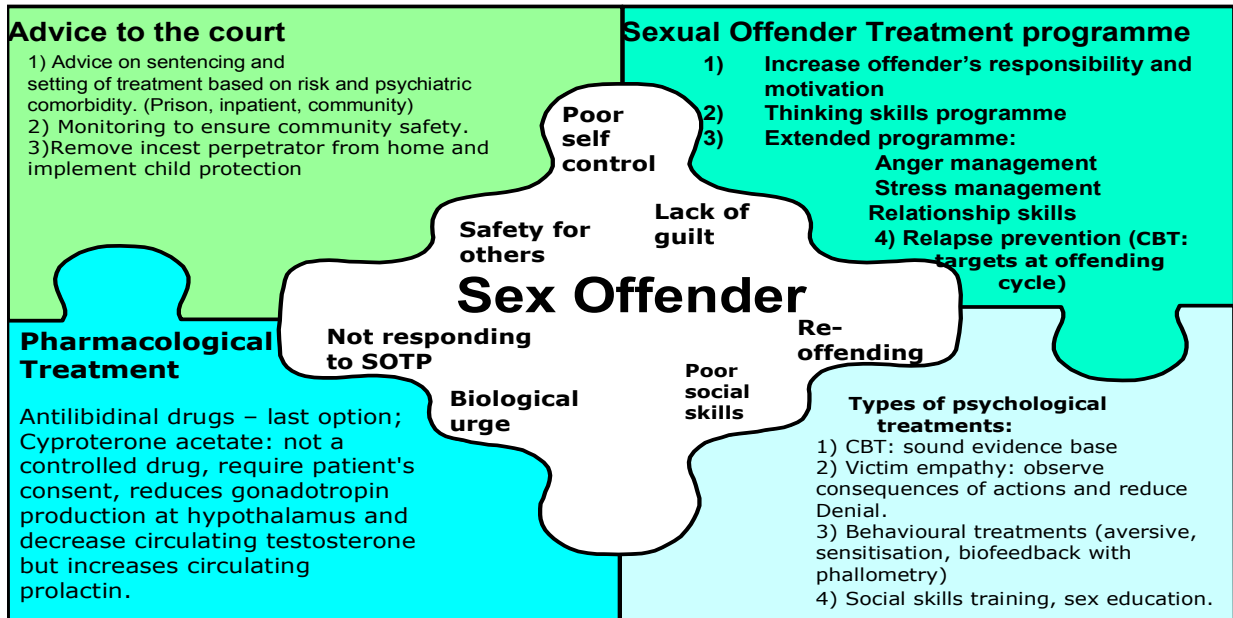 Advice to the court
1) Advice on sentencing and
setting of treatment based on risk and psychiatric
comorbidity. (Prison, inpatient, community)
2) Monitoring to ensure community safety.
3)Remove incest perpetrator from home and
implement child protection
Sexual Offender Treatment programme
1) Increase offender's responsibility and
motivation
2) Thinking skills programme
3) Extended programme:
Anger management
Stress management
Relationship skills
4) Relapse prevention (CBT:
targets at offending
cycle)
Poor
self
control
Lack of
guilt
Safety for
others
Sex Offender
Not responding
to SOTP
Re-
offending
Biological
urge
Poor
social
skills
Pharmacological
Treatment
Antilibidinal drugs – last option;
Cyproterone acetate: not a
controlled drug, require patient's
consent, reduces gonadotropin
production at hypothalamus and
decrease circulating testosterone
but increases circulating
prolactin.
Types of psychological
treatments:
1) CBT: sound evidence base
2) Victim empathy: observe
consequences of actions and reduce
Denial.
3) Behavioural treatments (aversive,
sensitisation, biofeedback with
phallometry)
4) Social skills training, sex education.